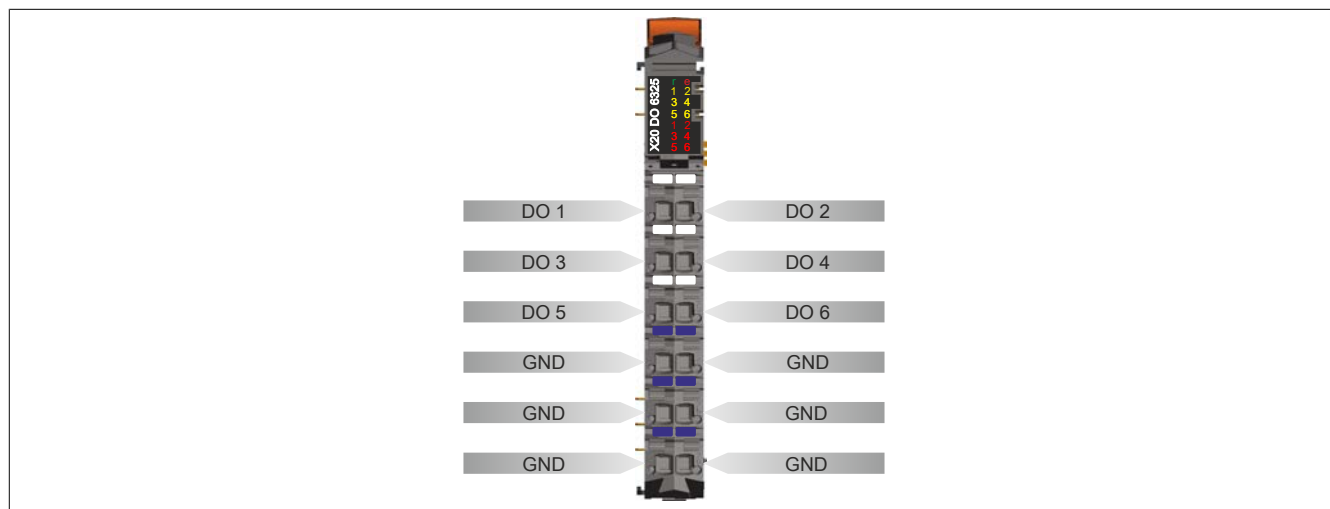 X20 DO 6325
r e
1 2
3 4
5 6
1 2
3 4
5 6
DO 1 DO 2
DO 3 DO 4
DO 5 DO 6
GND GND
GND GND
GND GND